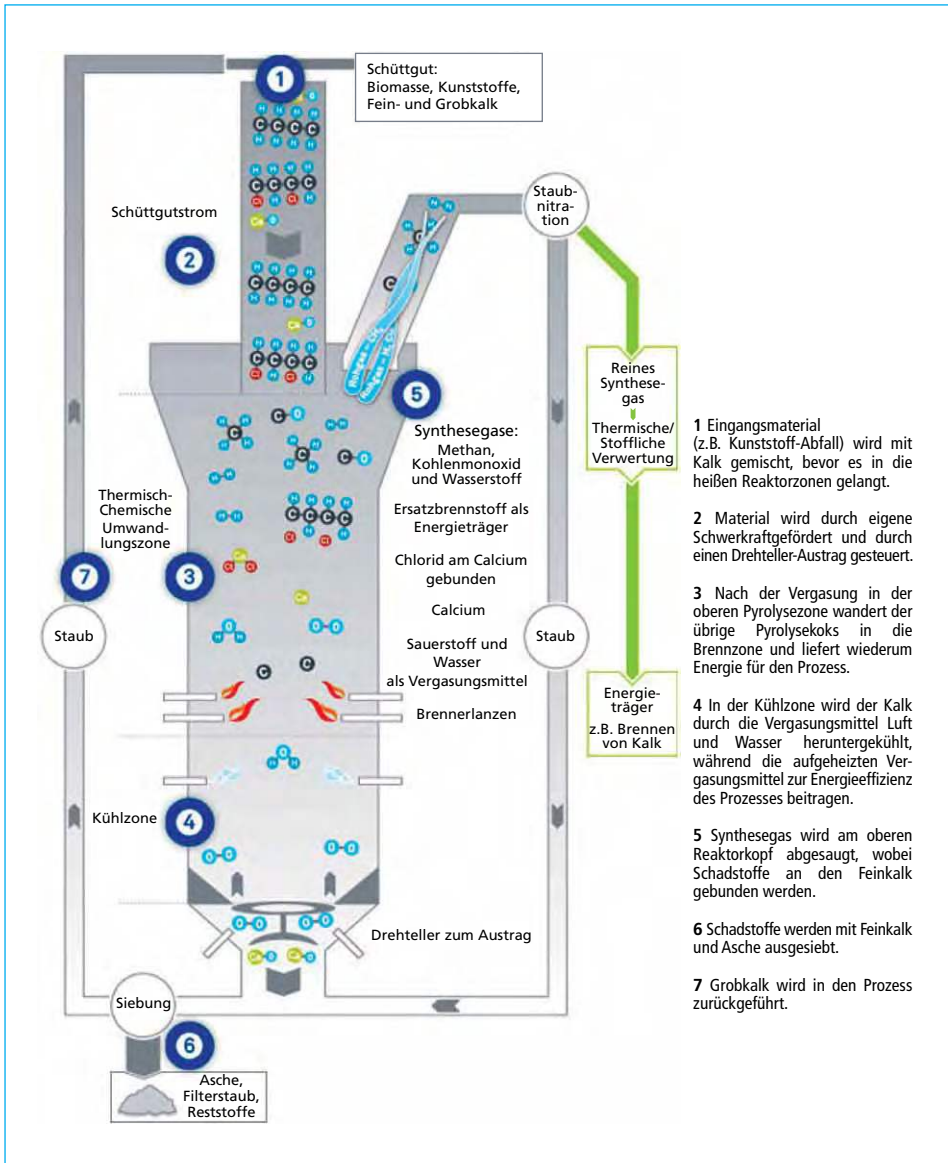 1
Schüttgut:
Biomasse, Kunststoffe,
Fein- und Grobkalk
Schüttgutstrom
2
Staub-
nitra-
tion
Rohgas – CH₄
Rohgas – H, C
5
Reines
Synthese-
gas
Thermische/
Stoffliche
Verwertung
Synthesegase:
Methan,
Kohlenmonoxid
und Wasserstoff
Ersatzbrennstoff als
Energieträger
Chlorid am Calcium
gebunden
Calcium
Sauerstoff und
Wasser
als Vergasungsmittel
Brennerlanzen
Thermisch-
Chemische
Umwand-
lungszone
3
7
Staub
Staub
Energie-
träger
z.B. Brennen
von Kalk
Kühlzone
4
Drehteller zum Austrag
Siebung
6
Asche,
Filterstaub,
Reststoffe
1 Eingangsmaterial
(z.B. Kunststoff-Abfall) wird mit
Kalk gemischt, bevor es in die
heißen Reaktorzonen gelangt.
2 Material wird durch eigene
Schwerkraftgefördert und durch
einen Drehteller-Austrag gesteuert.
3 Nach der Vergasung in der
oberen Pyrolysezone wandert der
übrige Pyrolysekoks in die
Brennzone und liefert wiederum
Energie für den Prozess.
4 In der Kühlzone wird der Kalk
durch die Vergasungsmittel Luft
und Wasser heruntergekühlt,
während die aufgeheizten Ver-
gasungsmittel zur Energieeffizienz
des Prozesses beitragen.
5 Synthesegas wird am oberen
Reaktorkopf abgesaugt, wobei
Schadstoffe an den Feinkalk
gebunden werden.
6 Schadstoffe werden mit Feinkalk
und Asche ausgesiebt.
7 Grobkalk wird in den Prozess
zurückgeführt.